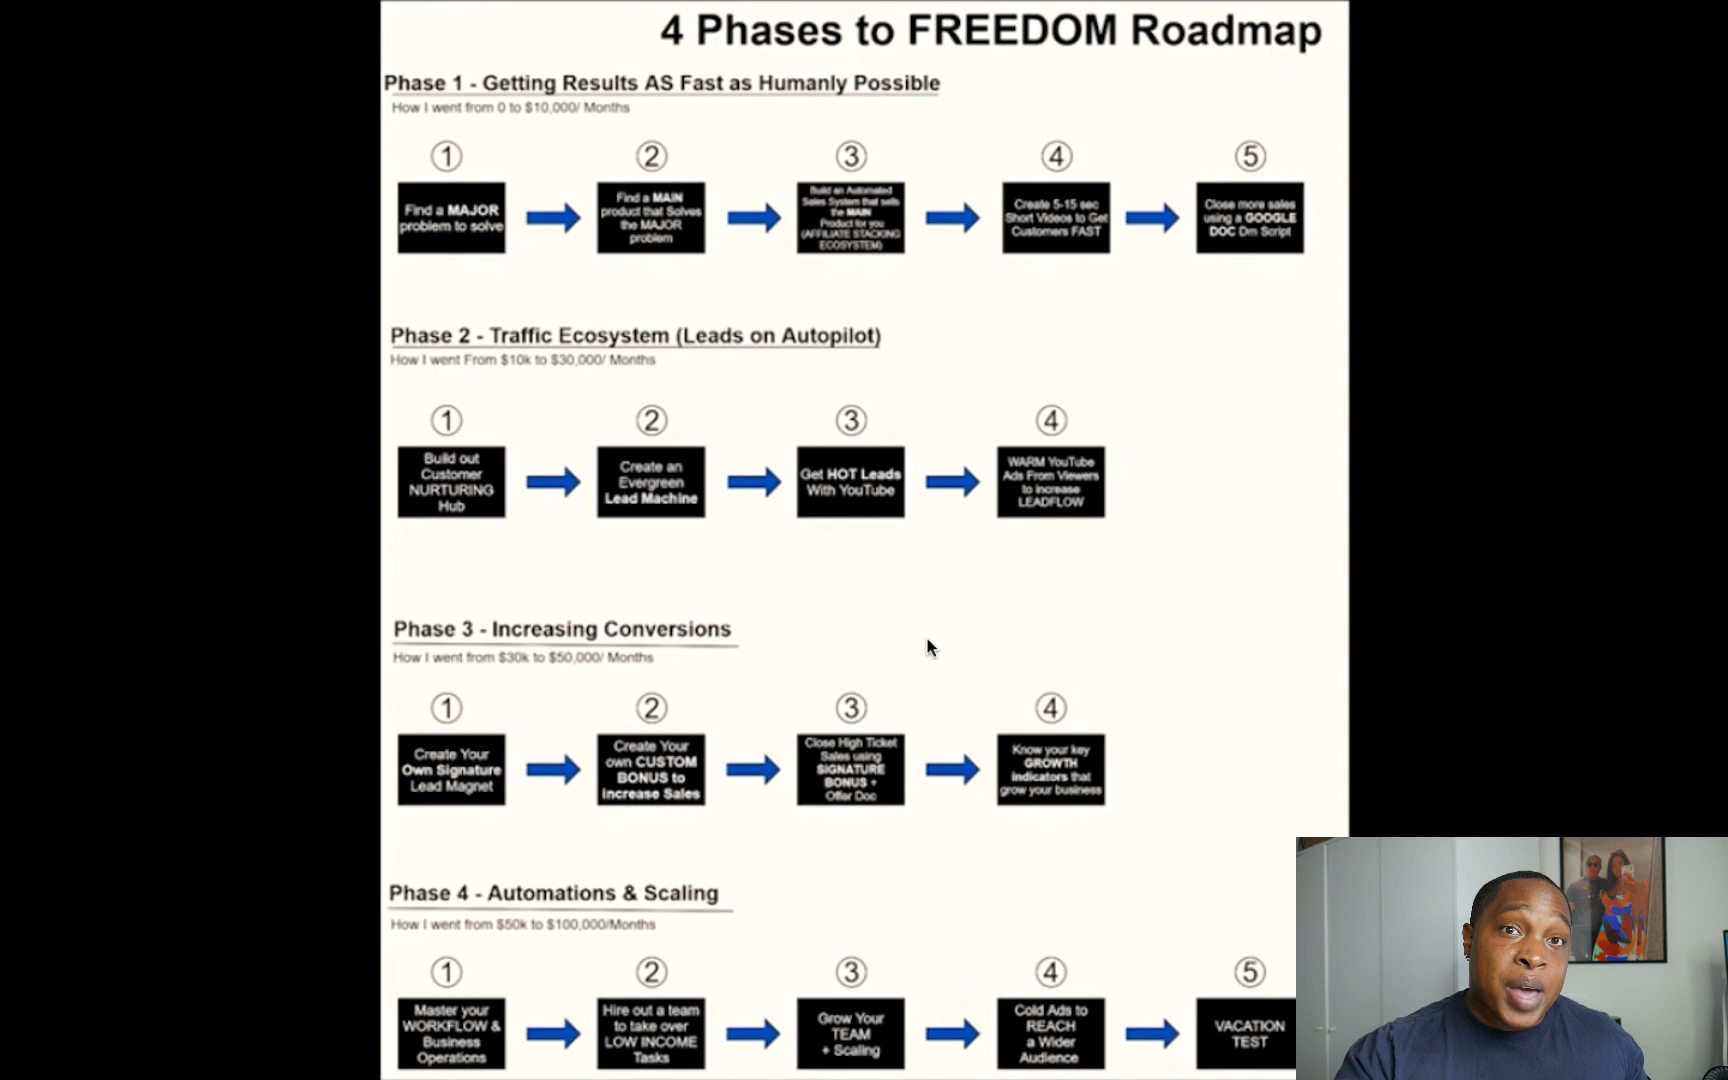 4 Phases to FREEDOM Roadmap
Phase 1 - Getting Results AS Fast as Humanly Possible
How I went from 0 to $10,000/ Months
1
2
3
4
5
Find a MAJOR
problem to solve
Find a MAIN
product that Solves
the MAJOR
problem
Build an Automated
Sales System that sells
the MAIN
Product for you
(AFFILIATE STACKING
ECOSYSTEM)
Create 5-15 sec
Short Videos to Get
Customers FAST
Close more sales
using a GOOGLE
DOC Dm Script
Phase 2 - Traffic Ecosystem (Leads on Autopilot)
How I went From $10k to $30,000/ Months
1
2
3
4
Build out
Customer
NURTURING
Hub
Create an
Evergreen
Lead Machine
Get HOT Leads
With YouTube
WARM YouTube
Ads From Viewers
to increase
LEADFLOW
Phase 3 - Increasing Conversions
How I went from $30k to $50,000/ Months
1
2
3
4
Create Your
Own Signature
Lead Magnet
Create Your
own CUSTOM
BONUS to
Increase Sales
Close High Ticket
Sales using
SIGNATURE
BONUS +
Offer Doc
Know your key
GROWTH
indicators that
grow your business
Phase 4 - Automations & Scaling
How I went from $50k to $100,000/Months
1
2
3
4
5
Master your
WORKFLOW &
Business
Operations
Hire out a team
to take over
LOW INCOME
Tasks
Grow Your
TEAM
+ Scaling
Cold Ads to
REACH
a Wider
Audience
VACATION
TEST